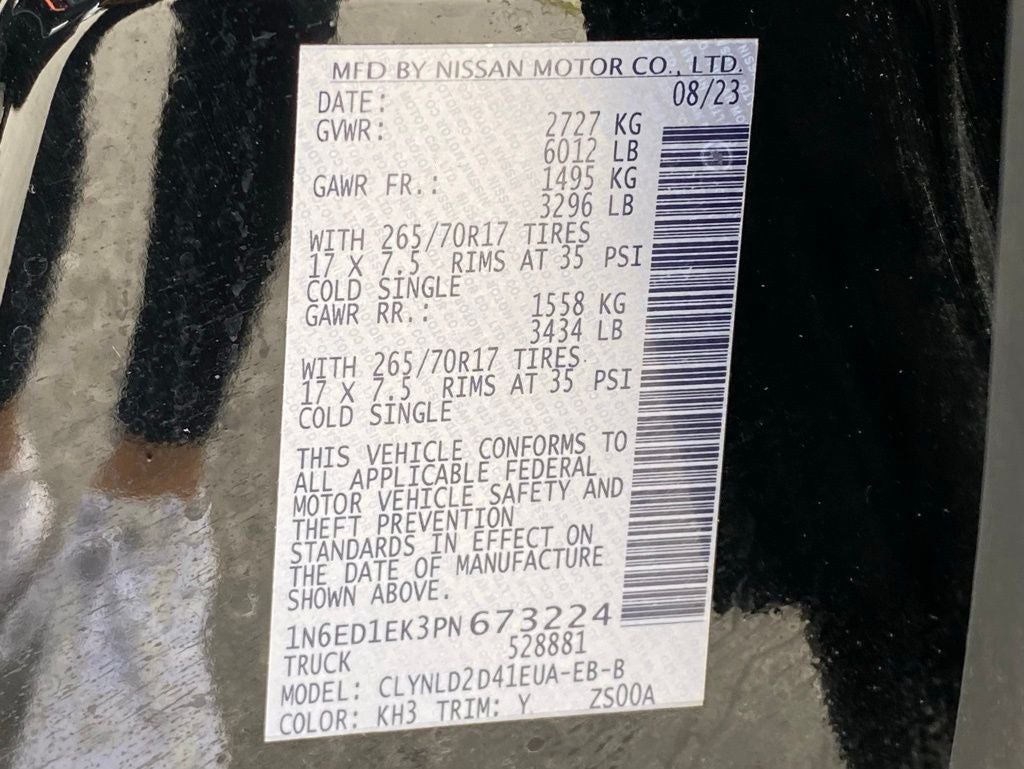 MFD BY NISSAN MOTOR CO., LTD.
DATE: 08/23
GVWR: 2727 KG
6012 LB
GAWR FR.: 1495 KG
3296 LB
WITH 265/70R17 TIRES
17 X 7.5 RIMS AT 35 PSI
COLD SINGLE
GAWR RR.: 1558 KG
3434 LB
WITH 265/70R17 TIRES
17 X 7.5 RIMS AT 35 PSI
COLD SINGLE
THIS VEHICLE CONFORMS TO
ALL APPLICABLE FEDERAL
MOTOR VEHICLE SAFETY AND
THEFT PREVENTION
STANDARDS IN EFFECT ON
THE DATE OF MANUFACTURE
SHOWN ABOVE.
1N6ED1EK3PN673224
TRUCK 528881
MODEL: CLYNLD2D41EUA-EB-B
COLOR: KH3 TRIM: Y ZS00A